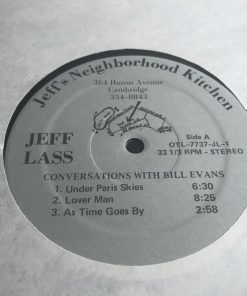 Jeff's Neighborhood Kitchen
364 Huron Avenue
Cambridge
354-8843
JEFF
LASS
Side A
OTL-7737-JL-1
33 1/3 RPM – STEREO
CONVERSATIONS WITH BILL EVANS
1. Under Paris Skies 6:30
2. Lover Man 8:25
3. As Time Goes By 2:58